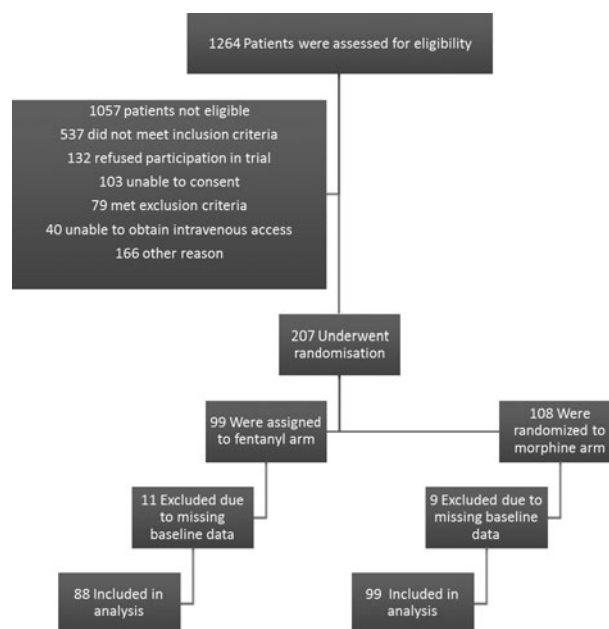 1264 Patients were assessed for eligibility
1057 patients not eligible
537 did not meet inclusion criteria
132 refused participation in trial
103 unable to consent
79 met exclusion criteria
40 unable to obtain intravenous access
166 other reason
207 Underwent
randomisation
99 Were assigned
to fentanyl arm
108 Were
randomized to
morphine arm
11 Excluded due
to missing
baseline data
9 Excluded due to
missing baseline
data
88 Included in
analysis
99 Included in
analysis